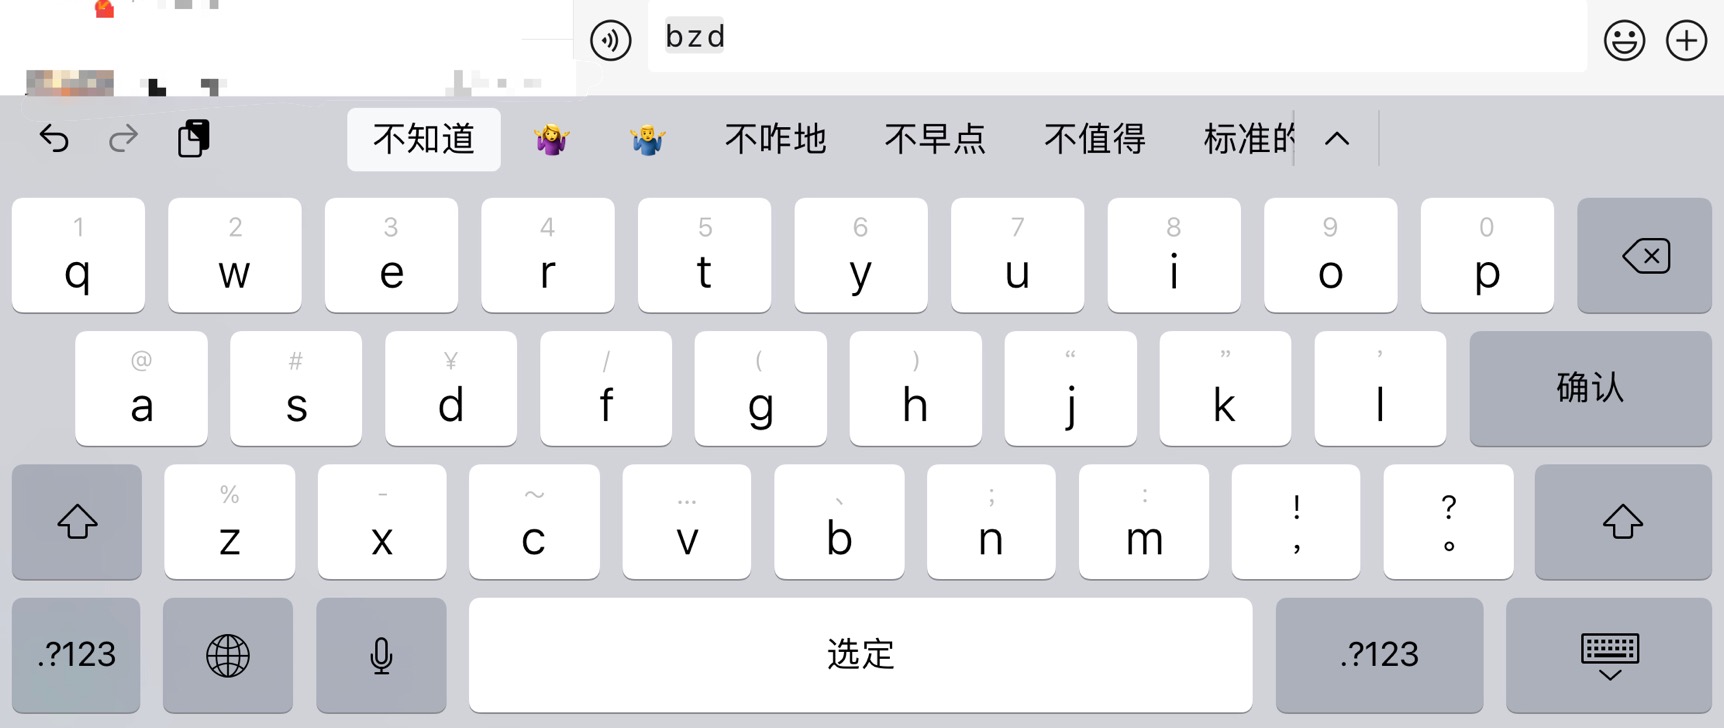 bzd
不知道 🤷‍♀️ 🤷‍♂️ 不咋地 不早点 不值得 标准的
1 2 3 4 5 6 7 8 9 0
q w e r t y u i o p
@ # ¥ / ( ) “ ” ’
a s d f g h j k l 确认
% - ～ … 、 ; : ! ?
z x c v b n m , 。
.?123 选定 .?123